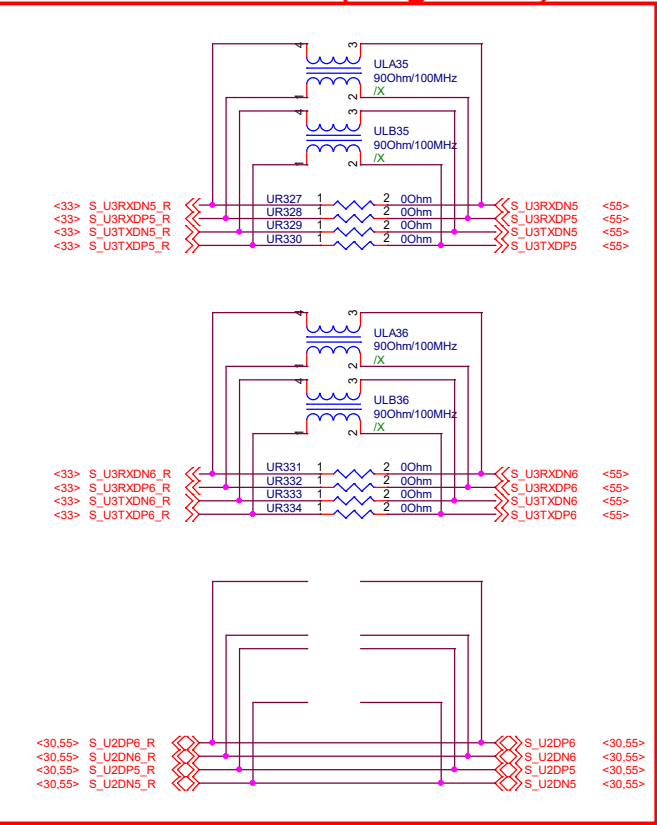 4 3
ULA35
90Ohm/100MHz
/X
1 2
4 3
ULB35
90Ohm/100MHz
/X
1 2
<33> S_U3RXDN5_R UR327 1 2 0Ohm S_U3RXDN5 <55>
<33> S_U3RXDP5_R UR328 1 2 0Ohm S_U3RXDP5 <55>
<33> S_U3TXDN5_R UR329 1 2 0Ohm S_U3TXDN5 <55>
<33> S_U3TXDP5_R UR330 1 2 0Ohm S_U3TXDP5 <55>
4 3
ULA36
90Ohm/100MHz
/X
1 2
4 3
ULB36
90Ohm/100MHz
/X
1 2
<33> S_U3RXDN6_R UR331 1 2 0Ohm S_U3RXDN6 <55>
<33> S_U3RXDP6_R UR332 1 2 0Ohm S_U3RXDP6 <55>
<33> S_U3TXDN6_R UR333 1 2 0Ohm S_U3TXDN6 <55>
<33> S_U3TXDP6_R UR334 1 2 0Ohm S_U3TXDP6 <55>
<30,55> S_U2DP6_R S_U2DP6 <30,55>
<30,55> S_U2DN6_R S_U2DN6 <30,55>
<30,55> S_U2DP5_R S_U2DP5 <30,55>
<30,55> S_U2DN5_R S_U2DN5 <30,55>